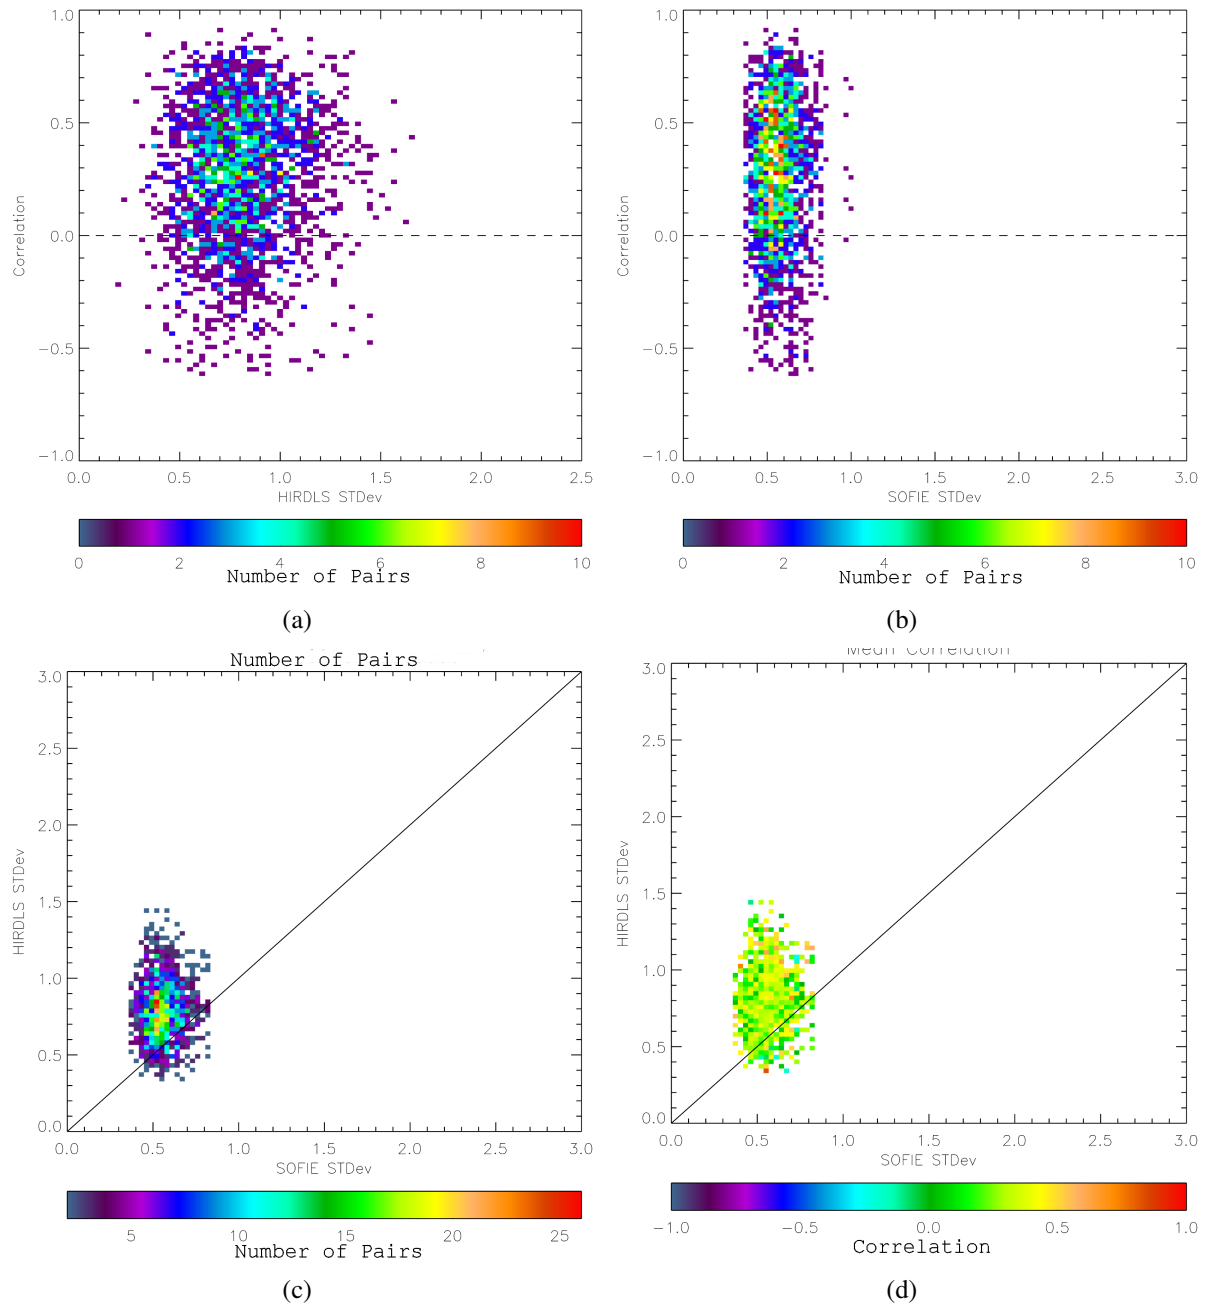 1.0
0.5
0.0
−0.5
−1.0
Correlation
0.0 0.5 1.0 1.5 2.0 2.5
HIRDLS STDev
0 2 4 6 8 10
Number of Pairs
(a)
1.0
0.5
0.0
−0.5
−1.0
Correlation
0.0 0.5 1.0 1.5 2.0 2.5 3.0
SOFIE STDev
0 2 4 6 8 10
Number of Pairs
(b)
Number of Pairs
3.0
2.5
2.0
1.5
1.0
0.5
0.0
HIRDLS STDev
0.0 0.5 1.0 1.5 2.0 2.5 3.0
SOFIE STDev
5 10 15 20 25
Number of Pairs
(c)
Mean Correlation
3.0
2.5
2.0
1.5
1.0
0.5
0.0
HIRDLS STDev
0.0 0.5 1.0 1.5 2.0 2.5 3.0
SOFIE STDev
−1.0 −0.5 0.0 0.5 1.0
Correlation
(d)